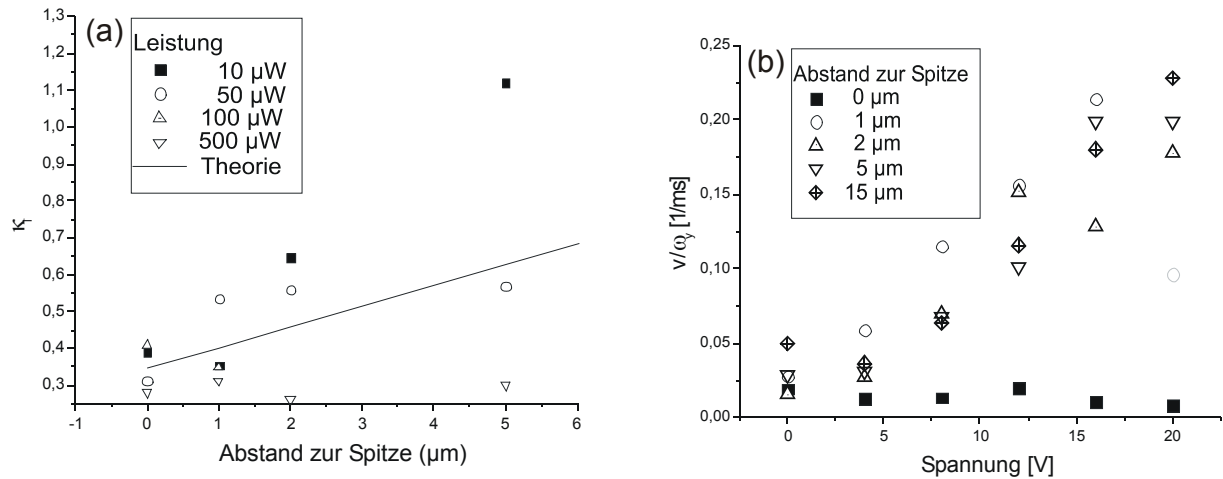 (a)
Leistung
10 µW
50 µW
100 µW
500 µW
Theorie
1,3
1,2
1,1
1,0
0,9
0,8
0,7
0,6
0,5
0,4
0,3
κ
-1 0 1 2 3 4 5 6
Abstand zur Spitze (µm)
(b)
Abstand zur Spitze
0 µm
1 µm
2 µm
5 µm
15 µm
0,25
0,20
0,15
0,10
0,05
0,00
v/ω_y [1/ms]
0 5 10 15 20
Spannung [V]